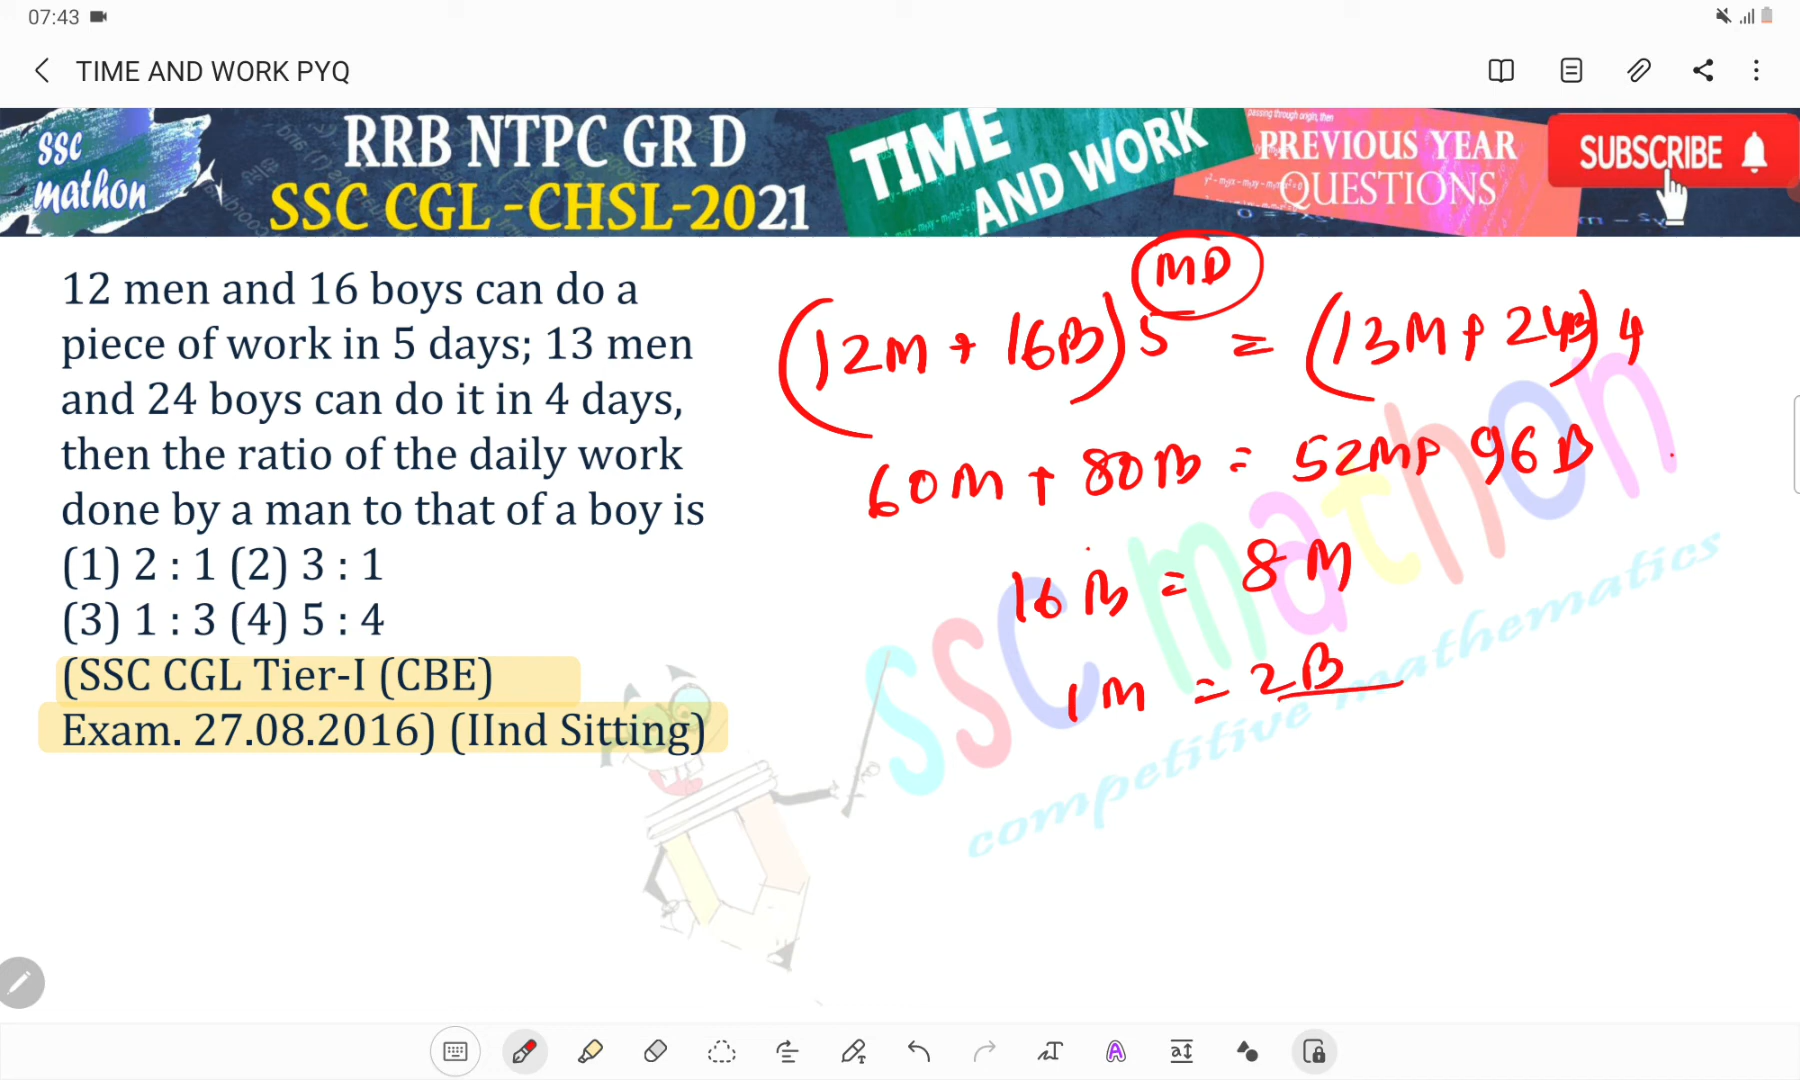 07:43
TIME AND WORK PYQ
SSC mathon
RRB NTPC GR D
SSC CGL -CHSL-2021
TIME AND WORK
passing through origin, then
PREVIOUS YEAR
QUESTIONS
SUBSCRIBE
12 men and 16 boys can do a
piece of work in 5 days; 13 men
and 24 boys can do it in 4 days,
then the ratio of the daily work
done by a man to that of a boy is
(1) 2 : 1 (2) 3 : 1
(3) 1 : 3 (4) 5 : 4
(SSC CGL Tier-I (CBE)
Exam. 27.08.2016) (IInd Sitting)
MD
(12M + 16B) 5 = (13M + 24B) 4
60M + 80B = 52M + 96B
16B = 8M
1M = 2B
SSC mathon
competitive mathematics